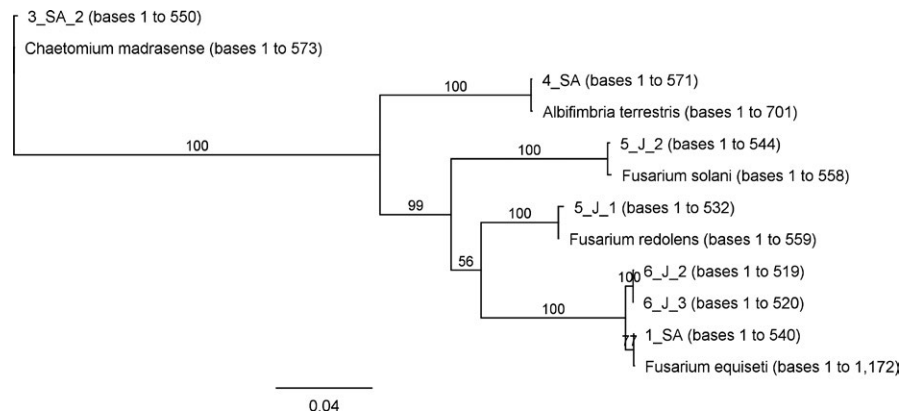 3_SA_2 (bases 1 to 550)
Chaetomium madrasense (bases 1 to 573)
100
4_SA (bases 1 to 571)
Albifimbria terrestris (bases 1 to 701)
100
100
5_J_2 (bases 1 to 544)
Fusarium solani (bases 1 to 558)
99
100
5_J_1 (bases 1 to 532)
Fusarium redolens (bases 1 to 559)
56
100
6_J_2 (bases 1 to 519)
6_J_3 (bases 1 to 520)
100
77
1_SA (bases 1 to 540)
Fusarium equiseti (bases 1 to 1,172)
0.04